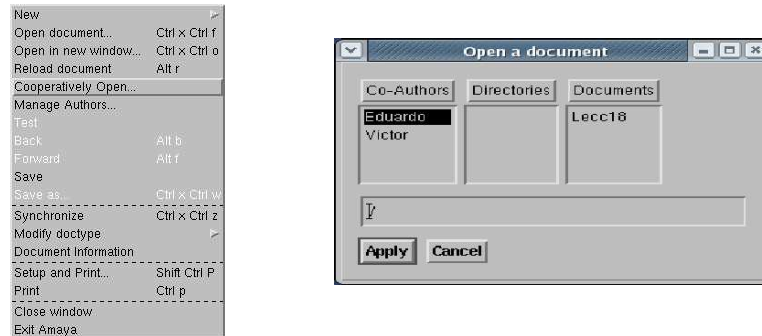 New
Open document... Ctrl x Ctrl f
Open in new window... Ctrl x Ctrl o
Reload document Alt r
Cooperatively Open...
Manage Authors...
Test
Back Alt b
Forward Alt f
Save
Save as... Ctrl x Ctrl w
Synchronize Ctrl x Ctrl z
Modify doctype
Document Information
Setup and Print... Shift Ctrl P
Print Ctrl p
Close window
Exit Amaya
Open a document
Co-Authors Directories Documents
Eduardo Lecc18
Victor
/
Apply Cancel